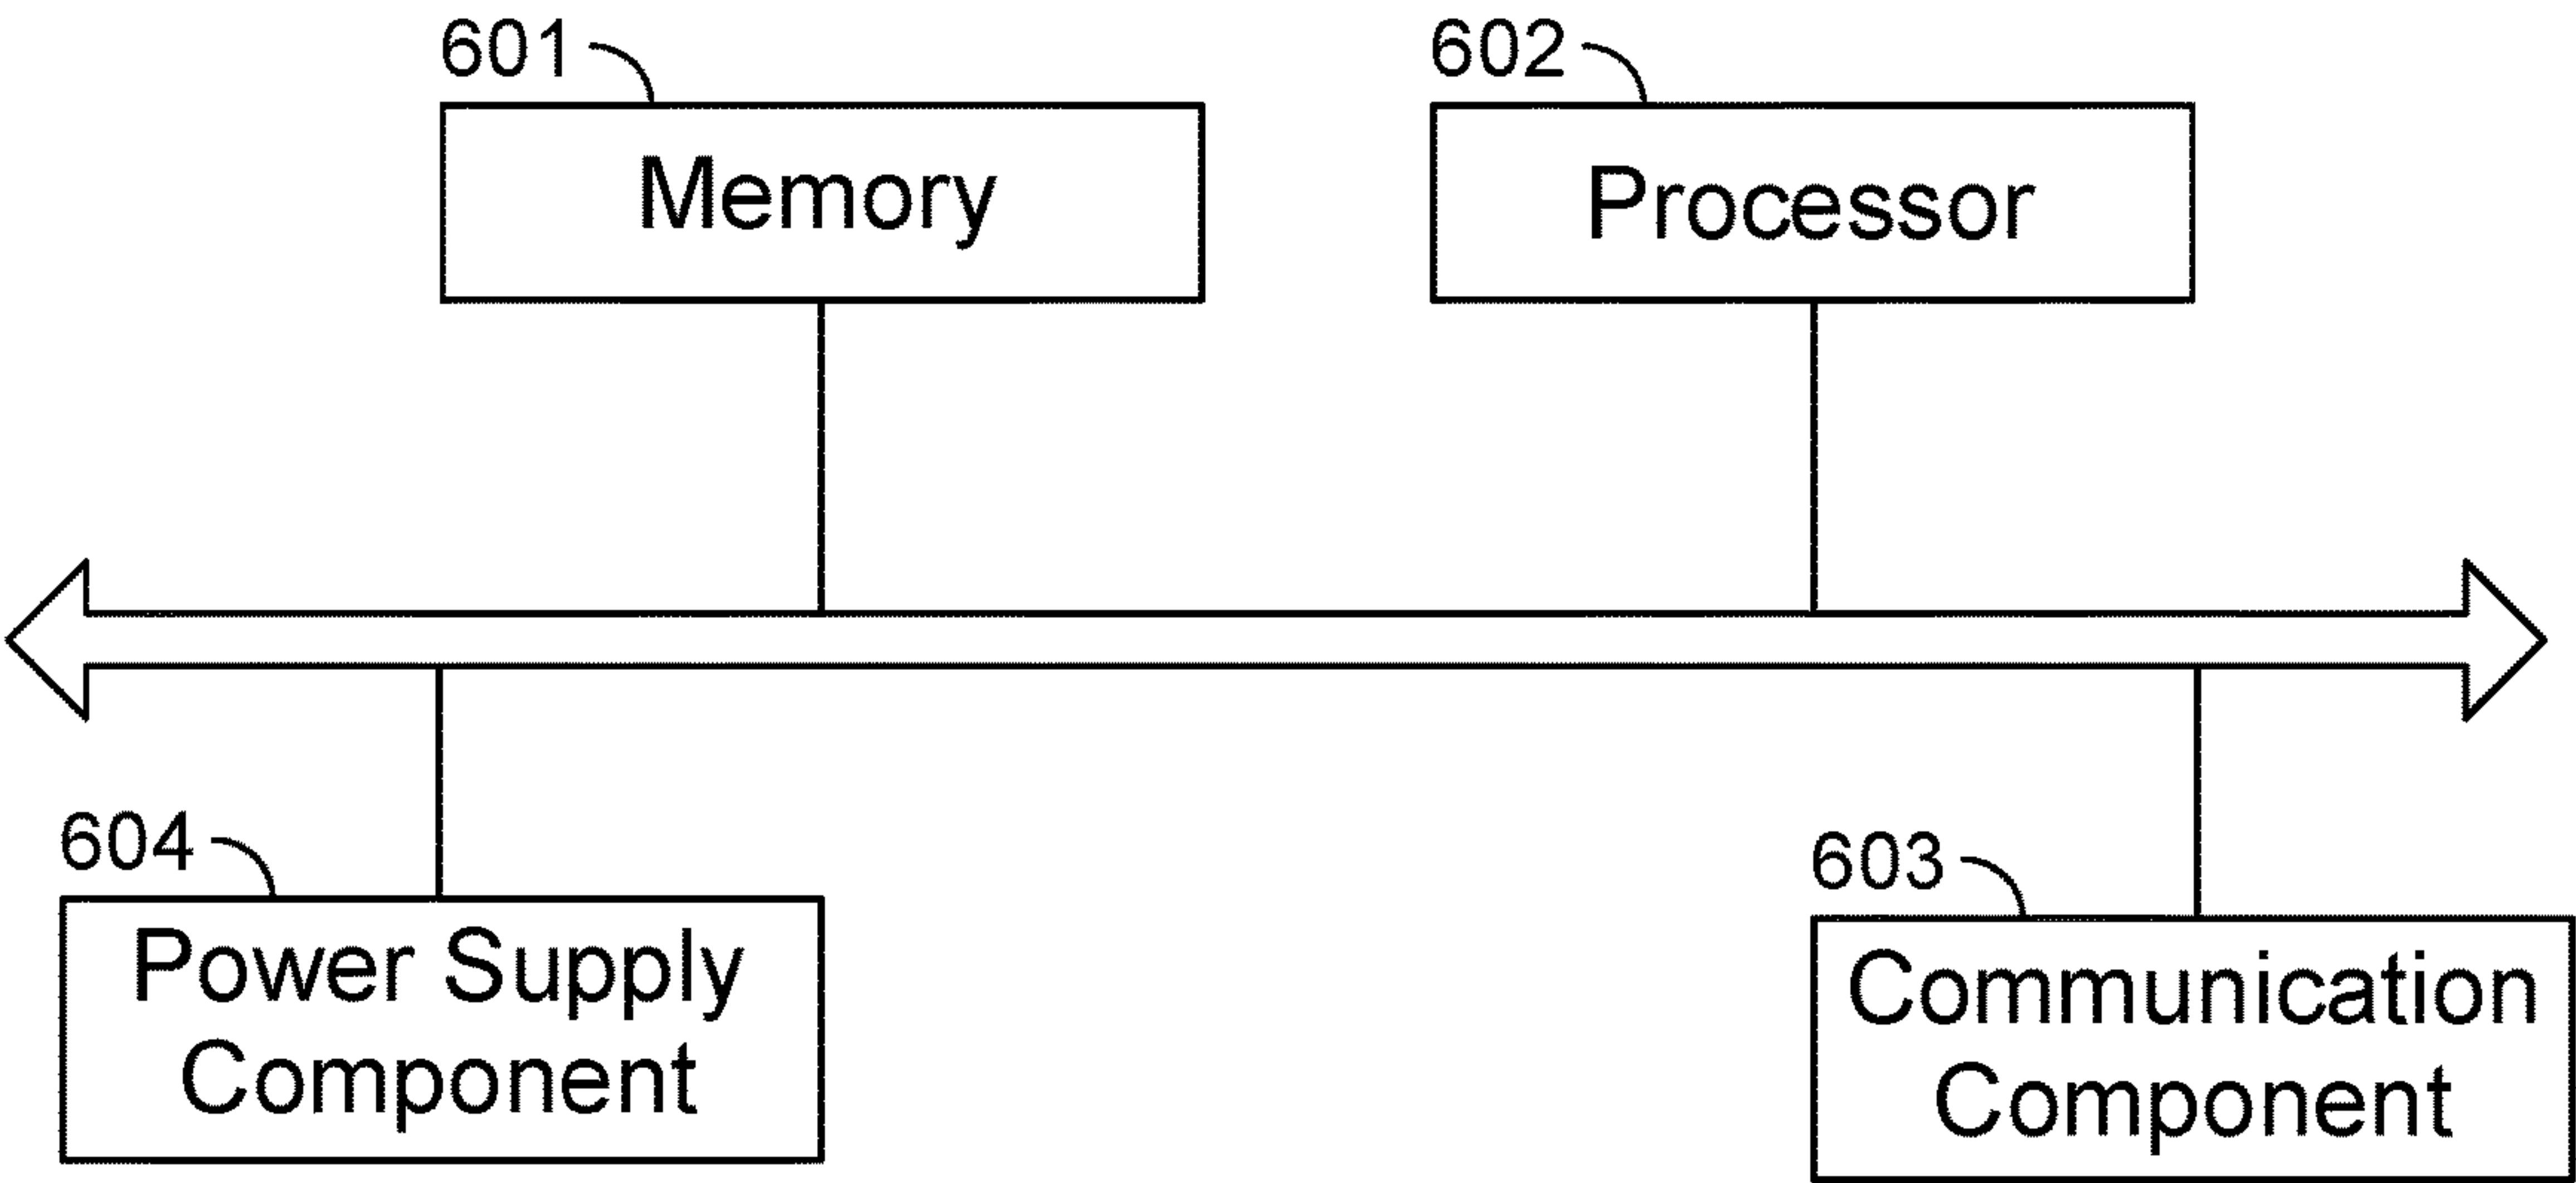 601
Memory
602
Processor
604
Power Supply
Component
603
Communication
Component